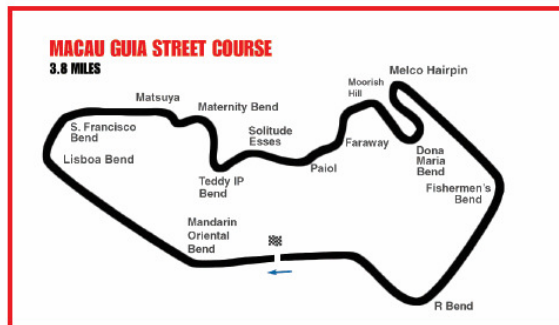 MACAU GUIA STREET COURSE
3.8 MILES
Melco Hairpin
Moorish
Hill
Matsuya
Maternity Bend
S. Francisco
Bend
Solitude
Esses
Faraway
Dona
Maria
Bend
Lisboa Bend
Paiol
Teddy IP
Bend
Fishermen's
Bend
Mandarin
Oriental
Bend
R Bend